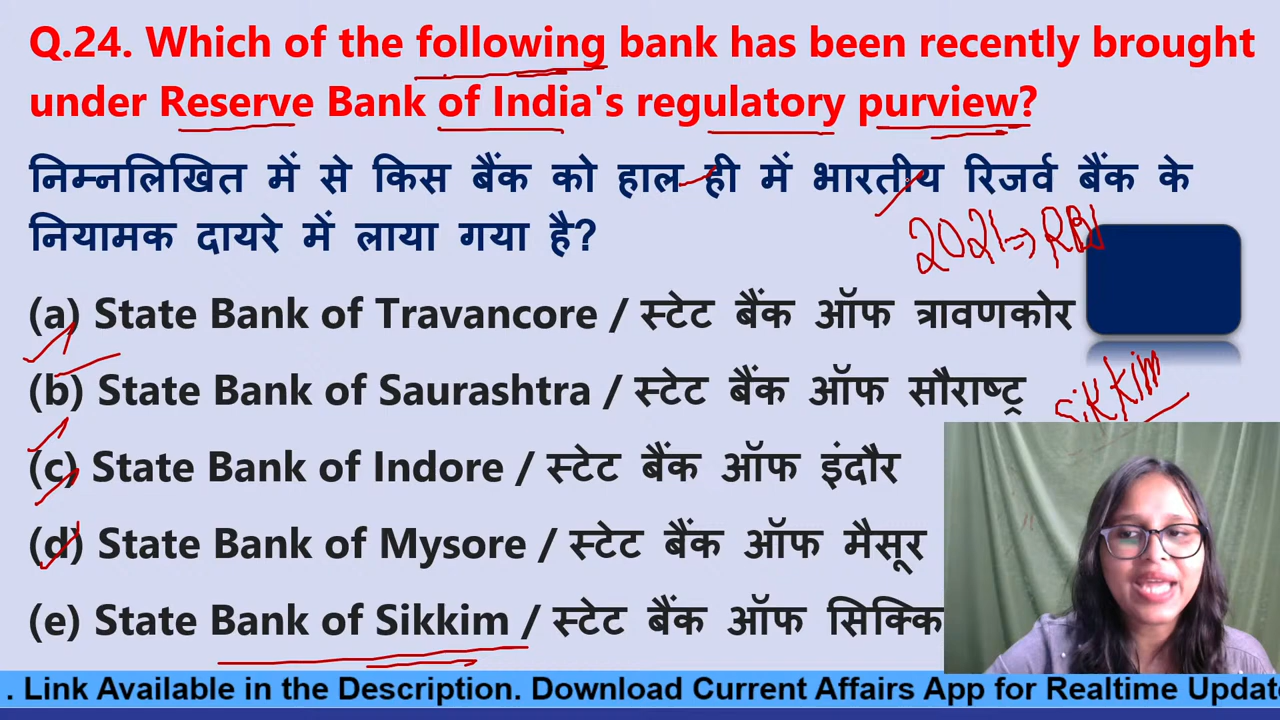 Q.24. Which of the following bank has been recently brought
under Reserve Bank of India's regulatory purview?
निम्नलिखित में से किस बैंक को हाल ही में भारतीय रिजर्व बैंक के
नियामक दायरे में लाया गया है?
2021→RBI
(a) State Bank of Travancore / स्टेट बैंक ऑफ त्रावणकोर
(b) State Bank of Saurashtra / स्टेट बैंक ऑफ सौराष्ट्र
Sikkim
(c) State Bank of Indore / स्टेट बैंक ऑफ इंदौर
(d) State Bank of Mysore / स्टेट बैंक ऑफ मैसूर
(e) State Bank of Sikkim / स्टेट बैंक ऑफ सिक्कि
. Link Available in the Description. Download Current Affairs App for Realtime Update